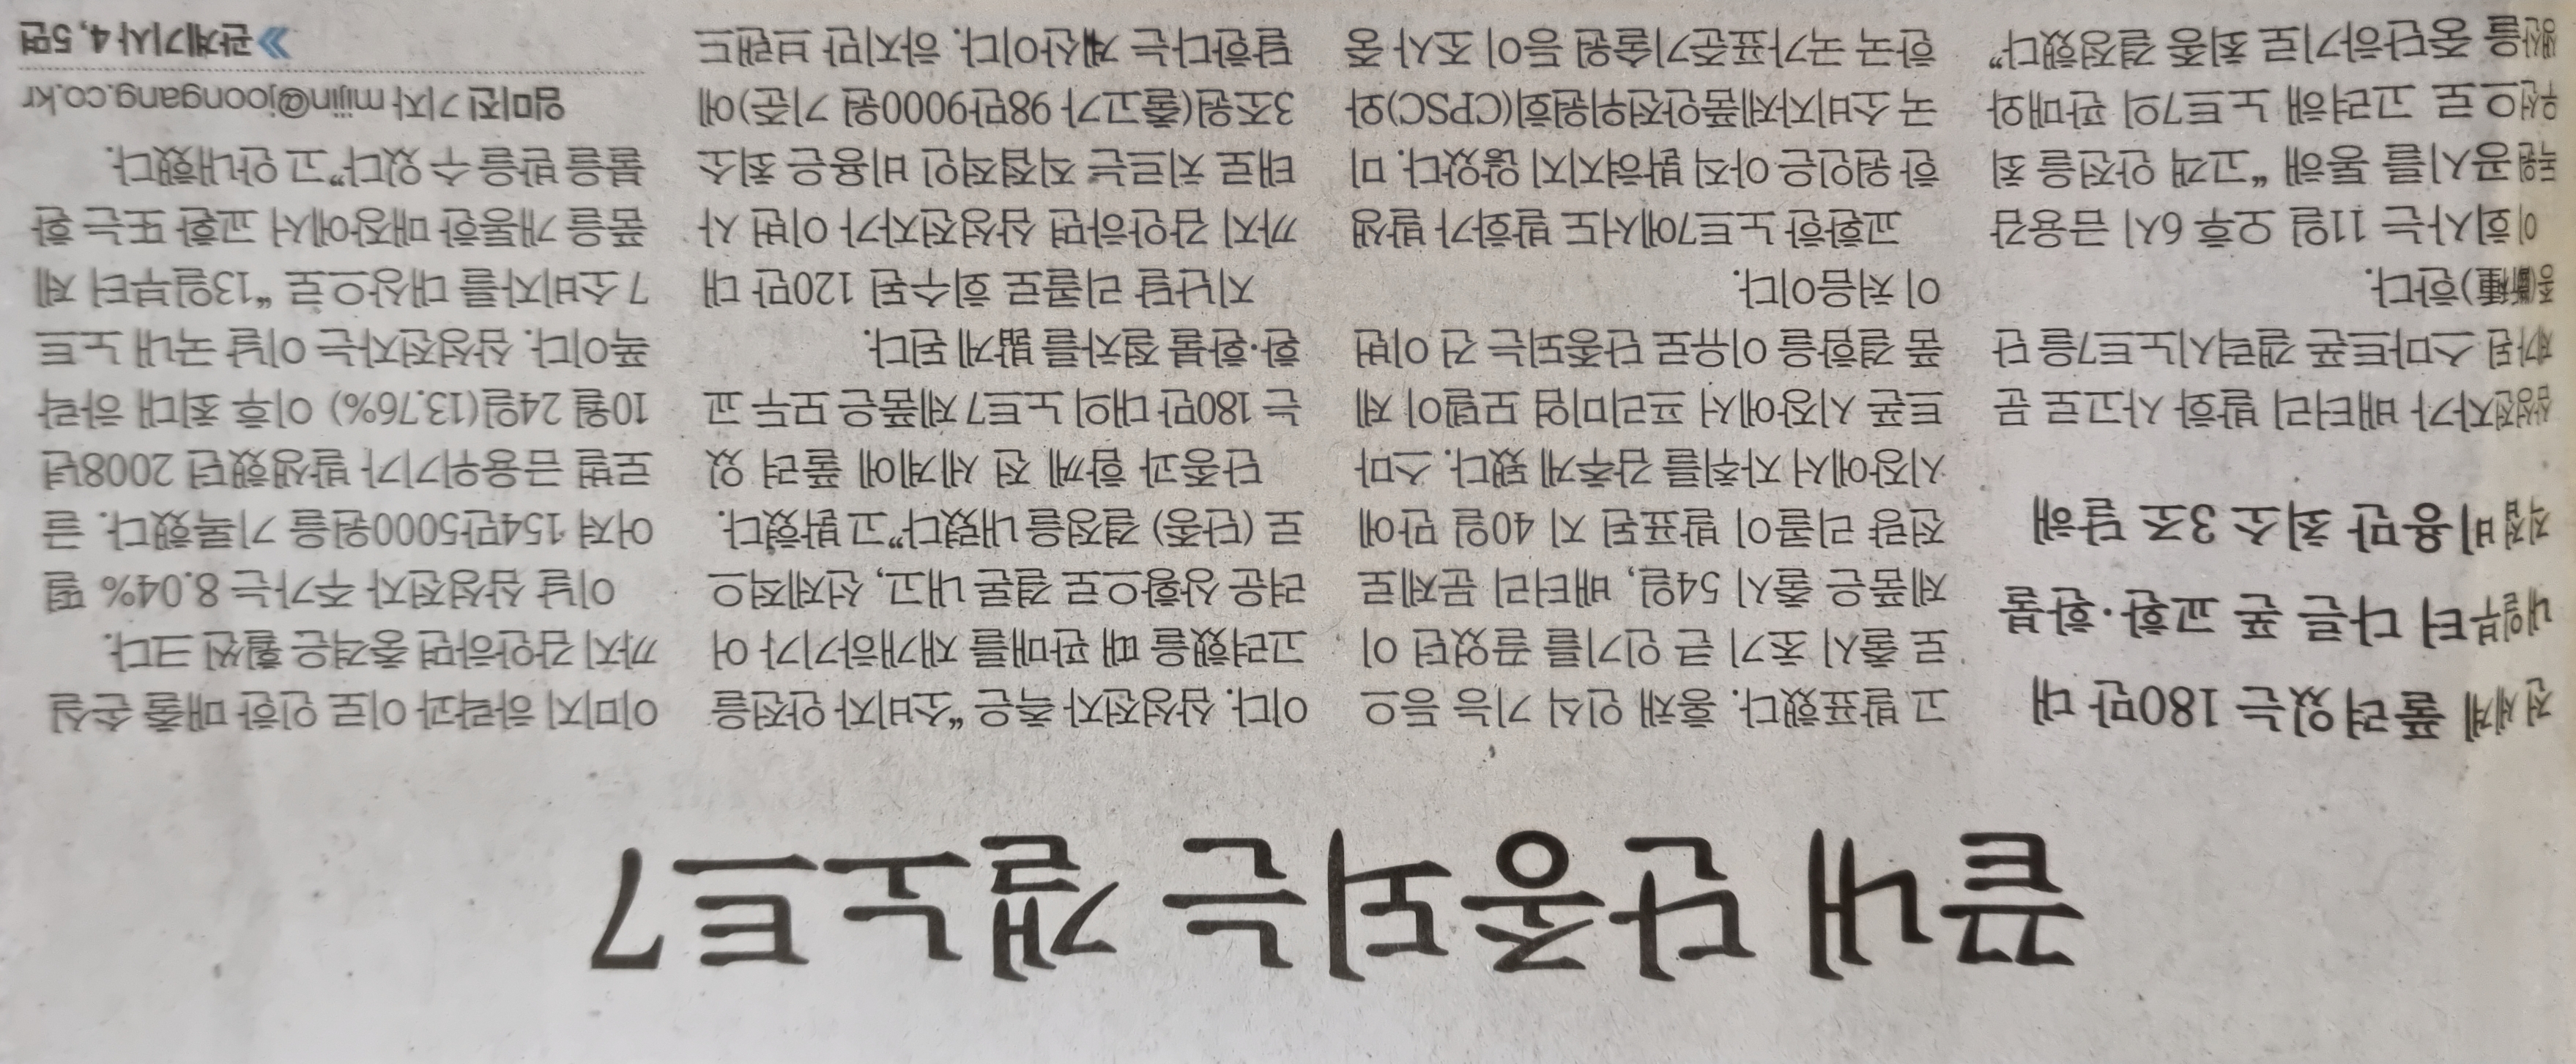 끝내 단종되는 갤노트7
전 세계 풀려있는 180만 대
내일부터 다른 폰 교환·환불
직접비용만 최소 3조 달해
삼성전자가 배터리 발화 사고로 문
제가 된 스마트폰 갤럭시노트7을 단
종(斷種)한다.
이 회사는 11일 오후 6시 금융감
독원 공시를 통해 “고객 안전을 최
우선으로 고려해 노트7의 판매와
생산을 중단하기로 최종 결정했다”
고 발표했다. 홍채 인식 기능 등으
로 출시 초기 큰 인기를 끌었던 이
제품은 출시 54일, 배터리 문제로
전량 리콜이 발표된 지 40일 만에
시장에서 자취를 감추게 됐다. 스마
트폰 시장에서 프리미엄 모델이 제
품 결함을 이유로 단종되는 건 이번
이 처음이다.
교환한 노트7에서도 발화가 발생
한 원인은 아직 밝혀지지 않았다. 미
국 소비자제품안전위원회(CPSC)와
한국 국가표준기술원 등이 조사 중
이다. 삼성전자 측은 “소비자 안전을
고려했을 때 판매를 재개하기가 어
려운 상황으로 결론 내고, 선제적으
로 (단종) 결정을 내렸다”고 밝혔다.
단종과 함께 전 세계에 풀려 있
는 180만 대의 노트7 제품은 모두 교
환·환불 절차를 밟게 된다.
지난달 리콜로 회수된 120만 대
까지 감안하면 삼성전자가 이번 사
태로 치르는 직접적인 비용은 최소
3조원(출고가 98만9000원 기준)에
달한다는 계산이다. 하지만 브랜드
이미지 하락과 이로 인한 매출 손실
까지 감안하면 충격은 훨씬 크다.
이날 삼성전자 주가는 8.04% 떨
어져 154만5000원을 기록했다. 글
로벌 금융위기가 발생했던 2008년
10월 24일(13.76%) 이후 최대 하락
폭이다. 삼성전자는 이날 국내 노트
7 소비자를 대상으로 “13일부터 제
품을 개통한 매장에서 교환 또는 환
불을 받을 수 있다”고 안내했다.
임미진 기자 mijin@joongang.co.kr
관계기사 4, 5면